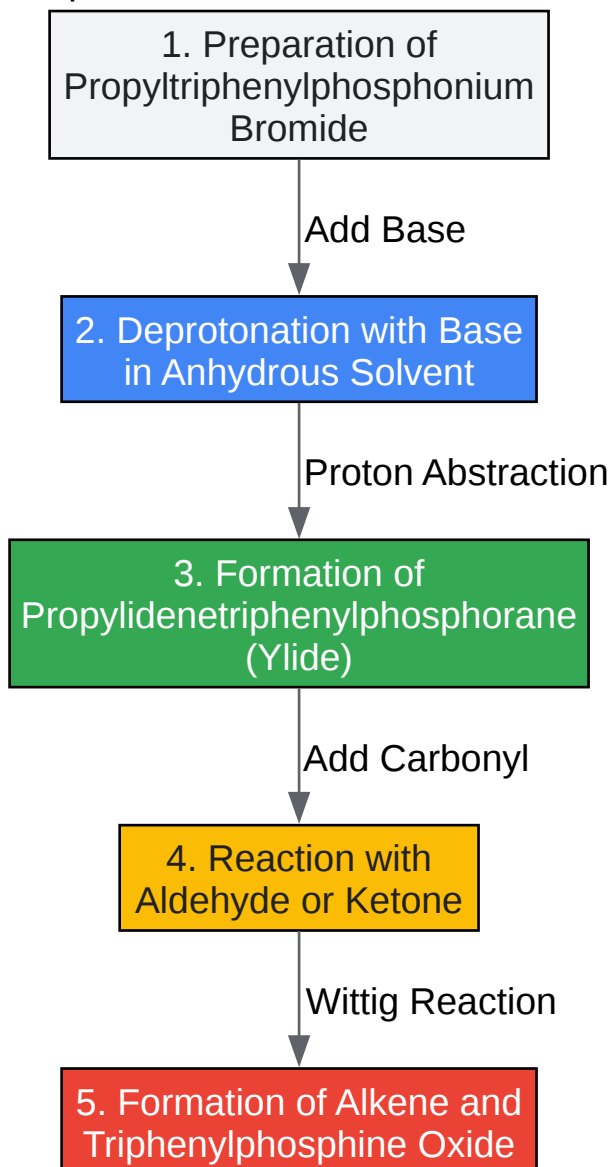 1. Preparation of
Propyltriphenylphosphonium
Bromide
Add Base
2. Deprotonation with Base
in Anhydrous Solvent
Proton Abstraction
3. Formation of
Propylidenetriphenylphosphorane
(Ylide)
Add Carbonyl
4. Reaction with
Aldehyde or Ketone
Wittig Reaction
5. Formation of Alkene and
Triphenylphosphine Oxide